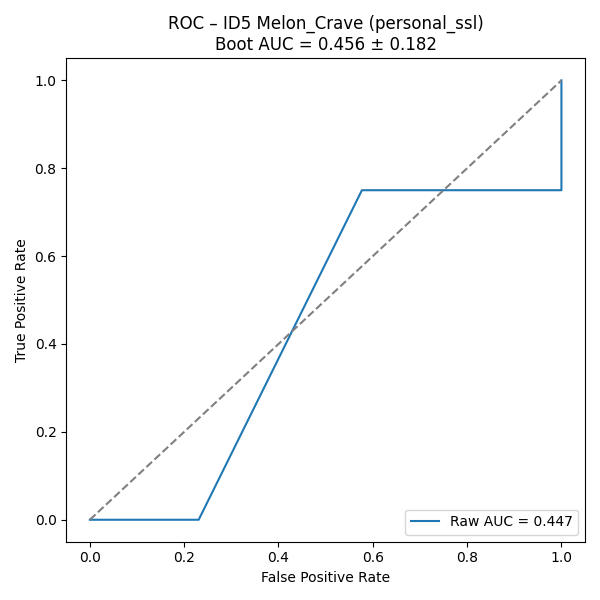 ROC – ID5 Melon_Crave (personal_ssl)
Boot AUC = 0.456 ± 0.182
1.0
0.8
0.6
0.4
0.2
0.0
True Positive Rate
Raw AUC = 0.447
0.0 0.2 0.4 0.6 0.8 1.0
False Positive Rate